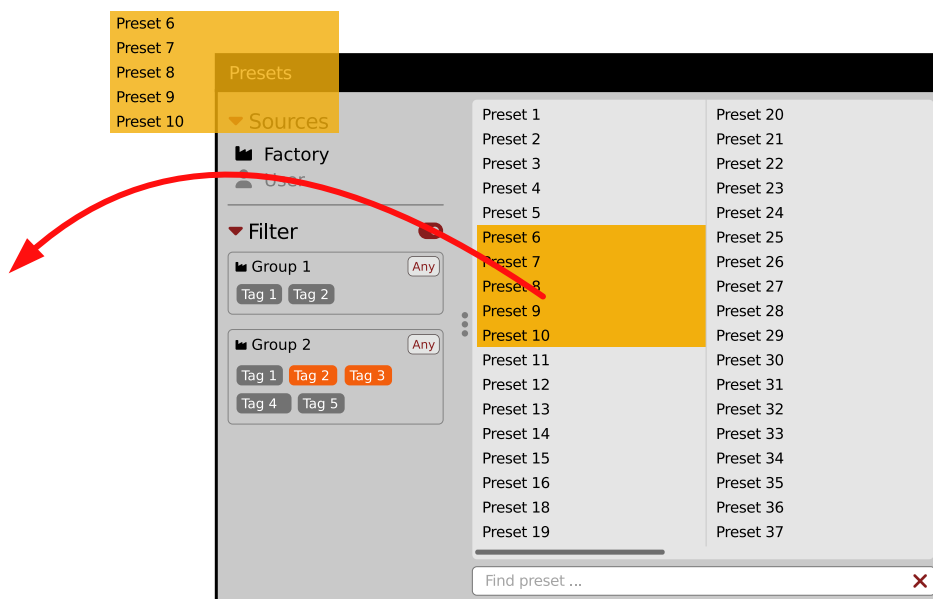 Preset 6
Preset 7
Preset 8
Preset 9
Preset 10
Presets
Sources
Factory
User
Filter
Group 1 Any
Tag 1 Tag 2
Group 2 Any
Tag 1 Tag 2 Tag 3
Tag 4 Tag 5
Preset 1
Preset 2
Preset 3
Preset 4
Preset 5
Preset 6
Preset 7
Preset 8
Preset 9
Preset 10
Preset 11
Preset 12
Preset 13
Preset 14
Preset 15
Preset 16
Preset 18
Preset 19
Preset 20
Preset 21
Preset 22
Preset 23
Preset 24
Preset 25
Preset 26
Preset 27
Preset 28
Preset 29
Preset 30
Preset 31
Preset 32
Preset 33
Preset 34
Preset 35
Preset 36
Preset 37
Find preset ...